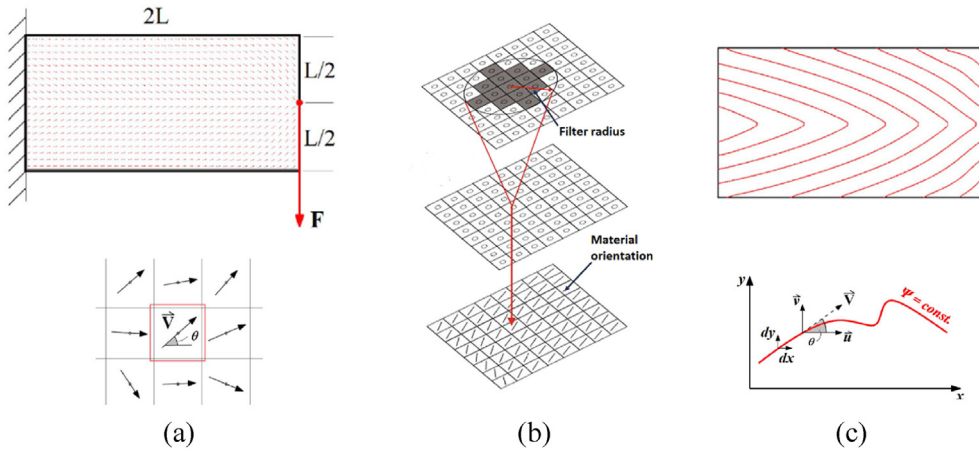 2L
L/2
L/2
F
V⃗
θ
(a)
Filter radius
Material
orientation
(b)
y
v⃗
V⃗
Ψ = const.
dy
θ
u⃗
dx
x
(c)